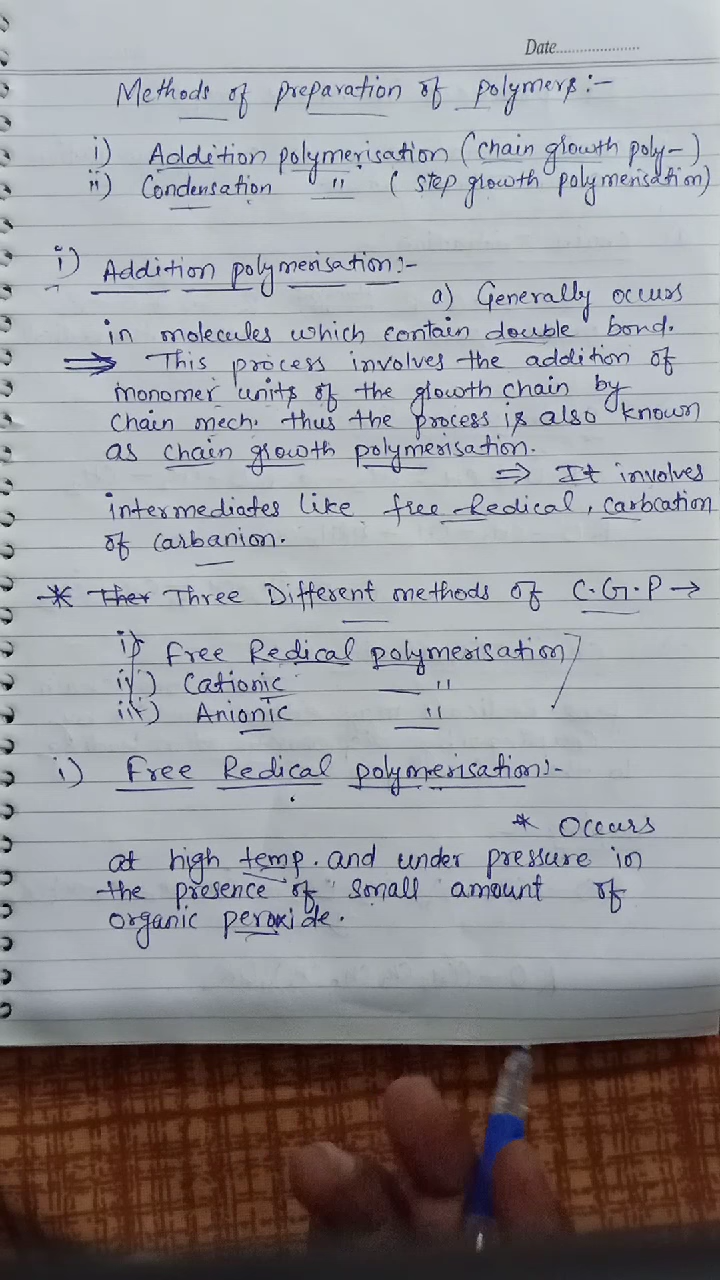 Date.....................
Methods of preparation of polymers:-
i) Addition polymerisation (chain growth poly-)
ii) Condensation " ( step growth polymerisation)
i) Addition polymerisation:-
a) Generally occurs
in molecules which contain double bond.
⇒ This process involves the addition of
monomer units of the growth chain by
chain mech. thus the process is also known
as chain growth polymerisation.
⇒ It involves
intermediates like free Redical, carbcation
of carbanion.
* Ther Three Different methods of C.G.P →
i) Free Redical polymerisation
ii) Cationic "
iii) Anionic "
i) Free Redical polymerisation:-
* Occurs
at high temp. and under pressure in
the presence of small amount of
organic peroxide.